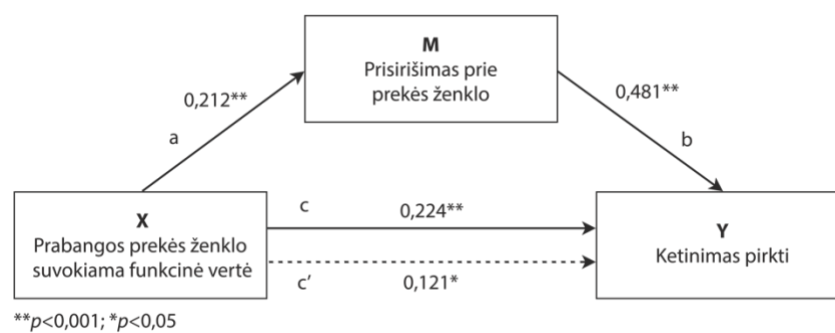 M
Prisirišimas prie
prekės ženklo
0,212**
0,481**
a
b
X
Prabangos prekės ženklo
suvokiama funkcinė vertė
c
0,224**
c'
0,121*
Y
Ketinimas pirkti
**p<0,001; *p<0,05